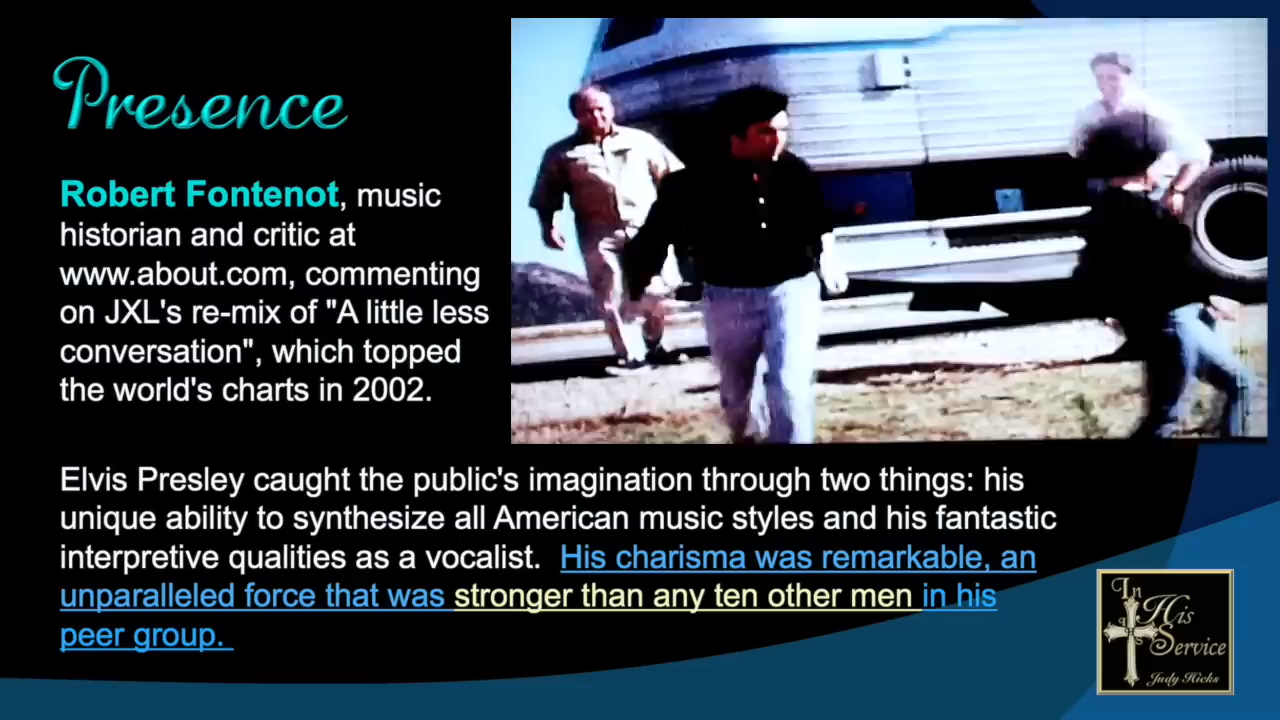 Presence
Robert Fontenot, music
historian and critic at
www.about.com, commenting
on JXL's re-mix of "A little less
conversation", which topped
the world's charts in 2002.
Elvis Presley caught the public's imagination through two things: his
unique ability to synthesize all American music styles and his fantastic
interpretive qualities as a vocalist.  His charisma was remarkable, an
unparalleled force that was stronger than any ten other men in his
peer group.
In
His
Service
Judy Hicks